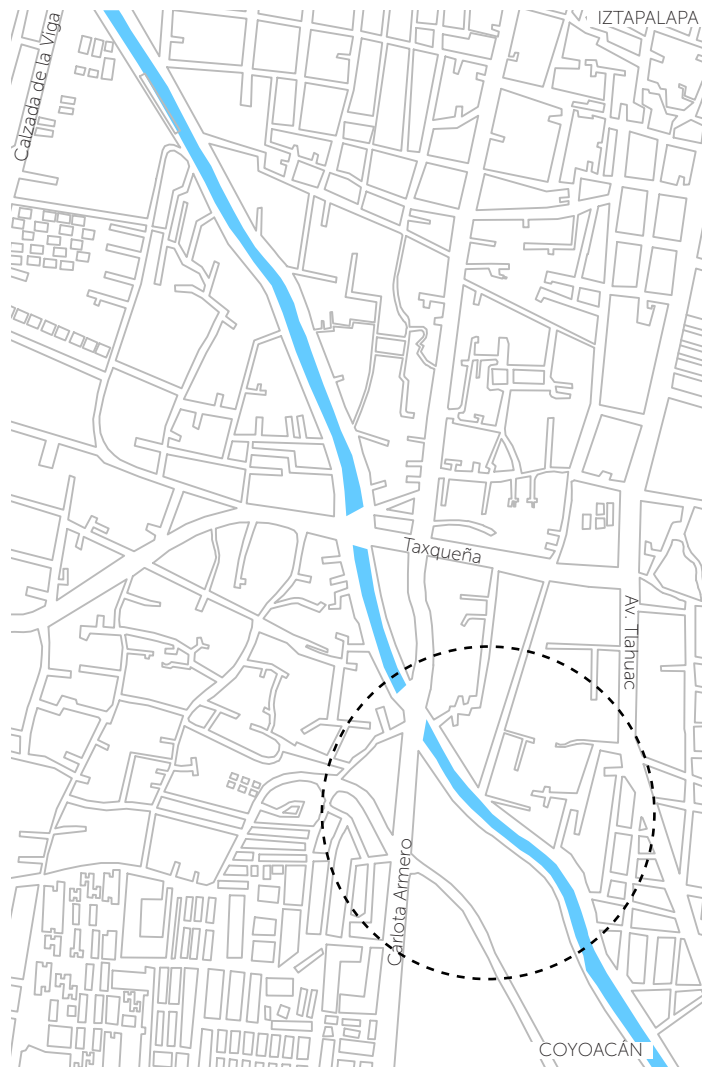 IZTAPALAPA
Calzada de la Viga
Taxqueña
Av. Tlahuac
Carlota Armero
COYOACÁN